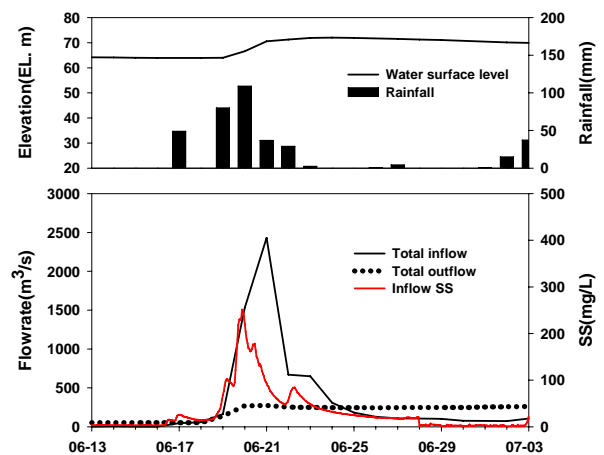 80
70
60
50
40
30
20
Elevation(EL. m)
200
150
100
50
0
Rainfall(mm)
Water surface level
Rainfall
3000
2500
2000
1500
1000
500
0
Flowrate(m³/s)
500
400
300
200
100
0
SS(mg/L)
Total inflow
Total outflow
Inflow SS
06-13 06-17 06-21 06-25 06-29 07-03